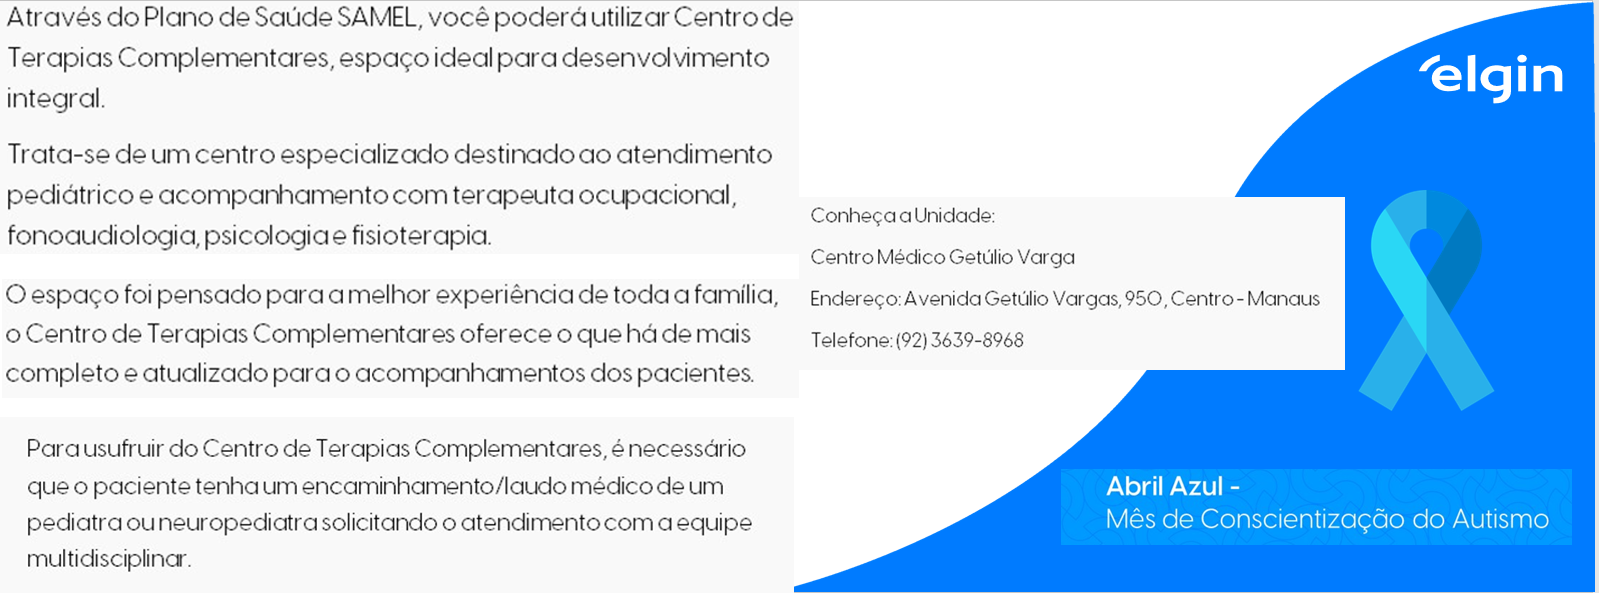 Através do Plano de Saúde SAMEL, você poderá utilizar Centro de
Terapias Complementares, espaço ideal para desenvolvimento
integral.
Trata-se de um centro especializado destinado ao atendimento
pediátrico e acompanhamento com terapeuta ocupacional,
fonoaudiologia, psicologia e fisioterapia.
O espaço foi pensado para a melhor experiência de toda a família,
o Centro de Terapias Complementares oferece o que há de mais
completo e atualizado para o acompanhamentos dos pacientes.
Para usufruir do Centro de Terapias Complementares, é necessário
que o paciente tenha um encaminhamento/laudo médico de um
pediatra ou neuropediatra solicitando o atendimento com a equipe
multidisciplinar.
elgin
Conheça a Unidade:
Centro Médico Getúlio Varga
Endereço: Avenida Getúlio Vargas, 950, Centro - Manaus
Telefone: (92) 3639-8968
Abril Azul -
Mês de Conscientização do Autismo